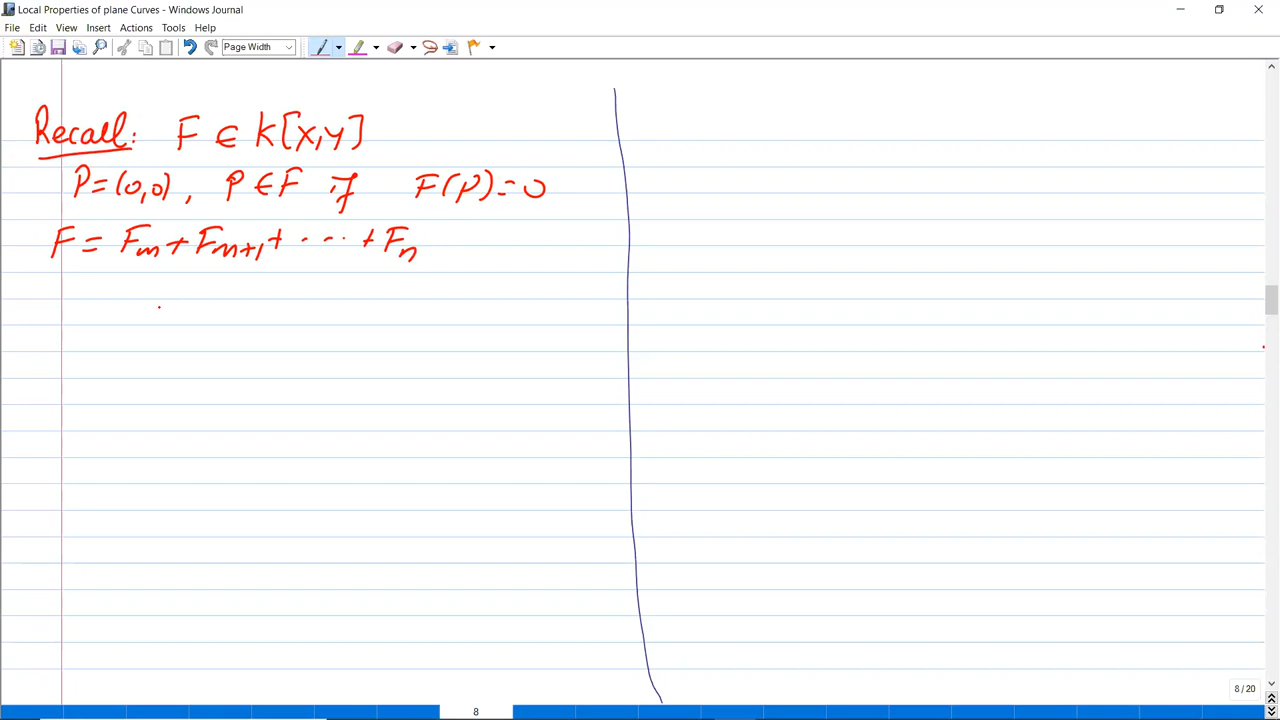 Local Properties of plane Curves - Windows Journal
File Edit View Insert Actions Tools Help
Page Width
Recall: F ∈ K[X,Y]
P=(0,0), P ∈ F if F(P)=0
F = Fm + Fm+1 + ---- + Fn
8 / 20
8